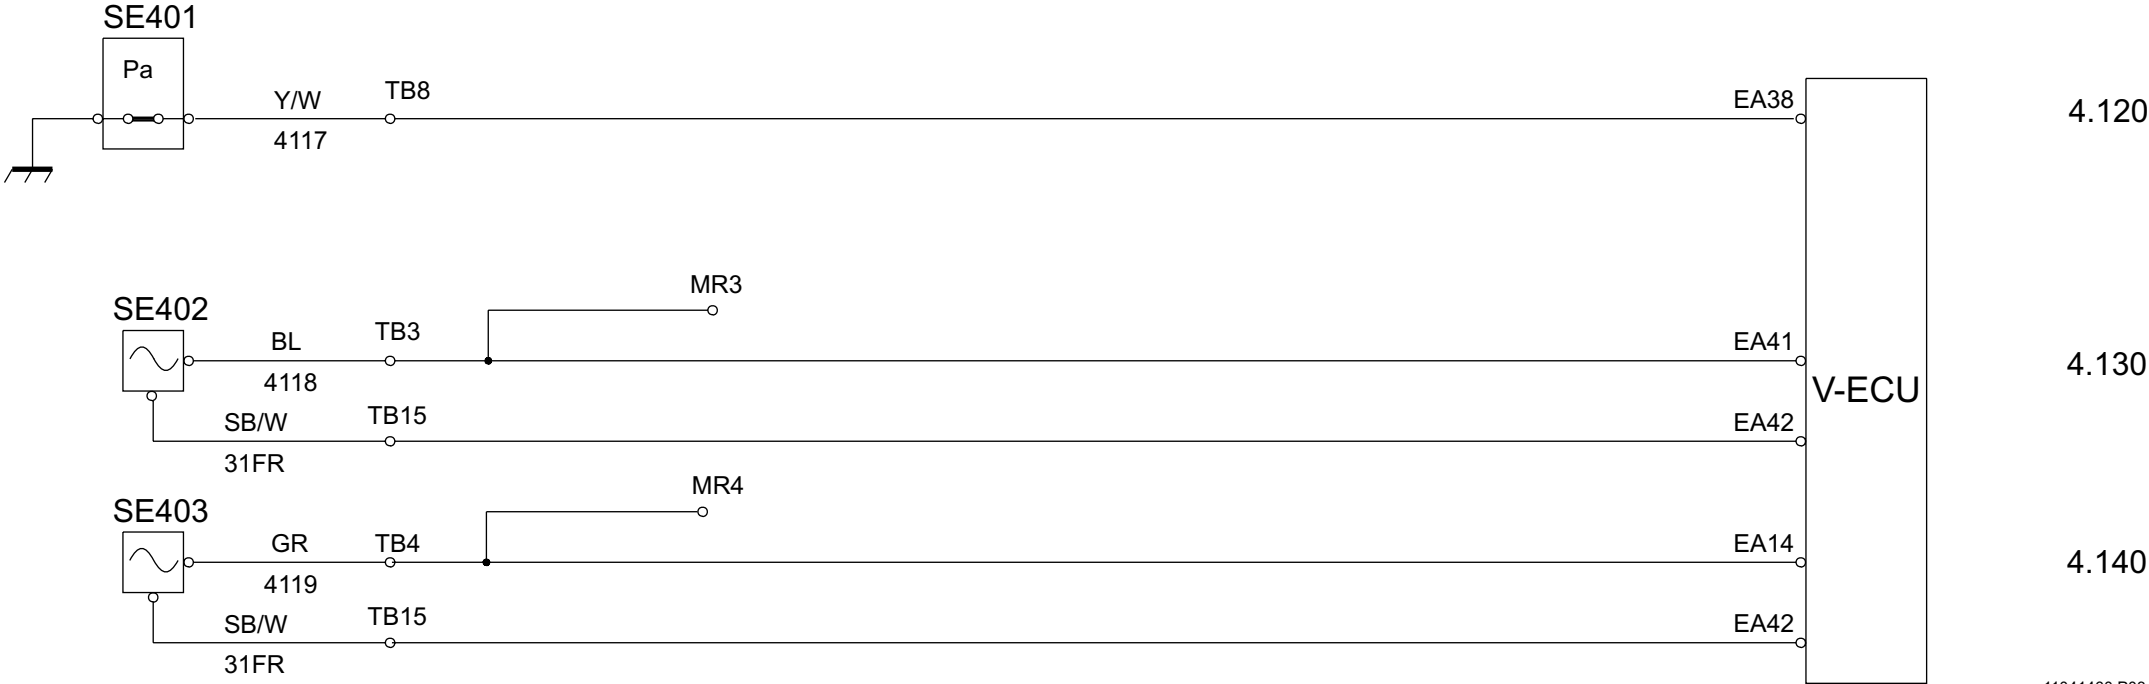 SE401
Pa
Y/W TB8 EA38
4117
4.120
MR3
SE402
BL TB3 EA41
4118
4.130
V-ECU
SB/W TB15 EA42
31FR
MR4
SE403
GR TB4 EA14
4119
4.140
SB/W TB15 EA42
31FR